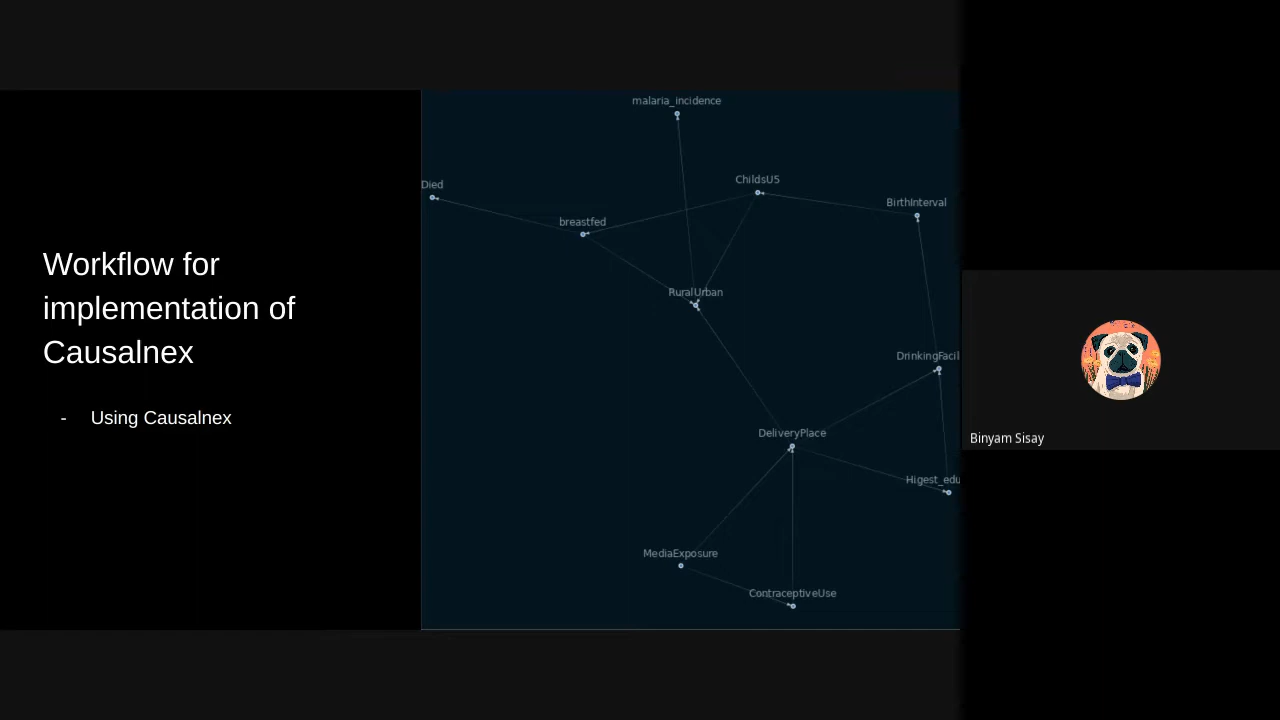 Workflow for
implementation of
Causalnex
- Using Causalnex
malaria_incidence
Died
ChildsU5
BirthInterval
breastfed
RuralUrban
DrinkingFacil
DeliveryPlace
Higest_edu
MediaExposure
ContraceptiveUse
Binyam Sisay